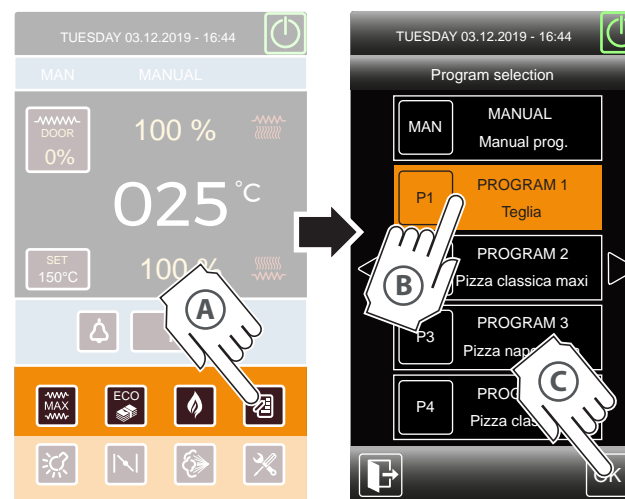 TUESDAY 03.12.2019 - 16:44
MAN MANUAL
DOOR
0%
100 %
025 °C
SET
150°C
100 %
A
MAX
ECO
TUESDAY 03.12.2019 - 16:44
Program selection
MAN
MANUAL
Manual prog.
P1
PROGRAM 1
Teglia
B
PROGRAM 2
Pizza classica maxi
P3
PROGRAM 3
Pizza
P4
Pizza
C
OK